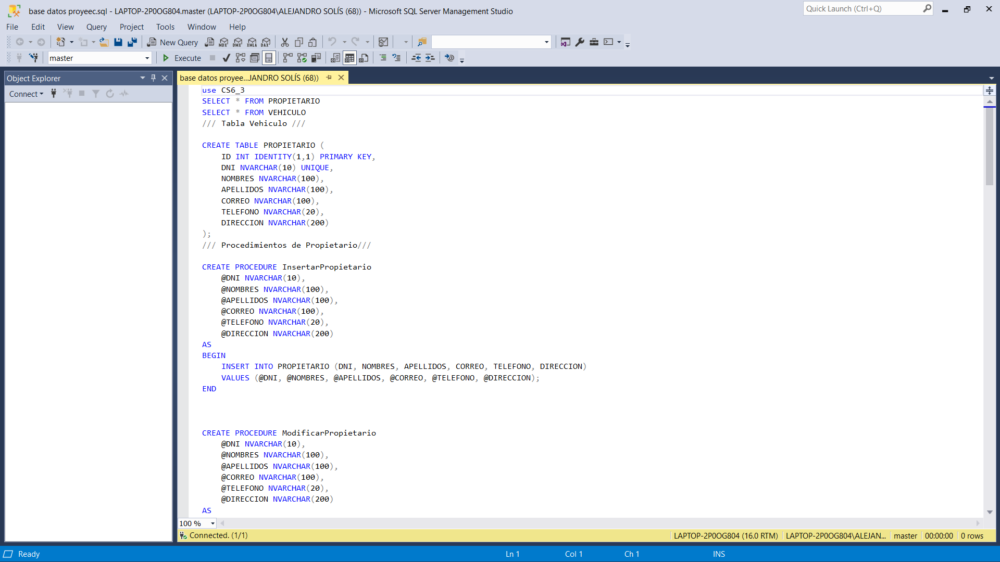 base datos proyeec.sql - LAPTOP-2P0OG804.master (LAPTOP-2P0OG804\ALEJANDRO SOLÍS (68)) - Microsoft SQL Server Management Studio
Quick Launch (Ctrl+Q)
File Edit View Query Project Tools Window Help
New Query MDX DMX XMLA DAX
master Execute
Object Explorer
Connect
base datos proyee...JANDRO SOLÍS (68))
use CS6_3
SELECT * FROM PROPIETARIO
SELECT * FROM VEHICULO
/// Tabla Vehiculo ///
CREATE TABLE PROPIETARIO (
ID INT IDENTITY(1,1) PRIMARY KEY,
DNI NVARCHAR(10) UNIQUE,
NOMBRES NVARCHAR(100),
APELLIDOS NVARCHAR(100),
CORREO NVARCHAR(100),
TELEFONO NVARCHAR(20),
DIRECCION NVARCHAR(200)
);
/// Procedimientos de Propietario///
CREATE PROCEDURE InsertarPropietario
@DNI NVARCHAR(10),
@NOMBRES NVARCHAR(100),
@APELLIDOS NVARCHAR(100),
@CORREO NVARCHAR(100),
@TELEFONO NVARCHAR(20),
@DIRECCION NVARCHAR(200)
AS
BEGIN
INSERT INTO PROPIETARIO (DNI, NOMBRES, APELLIDOS, CORREO, TELEFONO, DIRECCION)
VALUES (@DNI, @NOMBRES, @APELLIDOS, @CORREO, @TELEFONO, @DIRECCION);
END
CREATE PROCEDURE ModificarPropietario
@DNI NVARCHAR(10),
@NOMBRES NVARCHAR(100),
@APELLIDOS NVARCHAR(100),
@CORREO NVARCHAR(100),
@TELEFONO NVARCHAR(20),
@DIRECCION NVARCHAR(200)
AS
100 %
Connected. (1/1) LAPTOP-2P0OG804 (16.0 RTM) LAPTOP-2P0OG804\ALEJAN... master 00:00:00 0 rows
Ready Ln 1 Col 1 Ch 1 INS